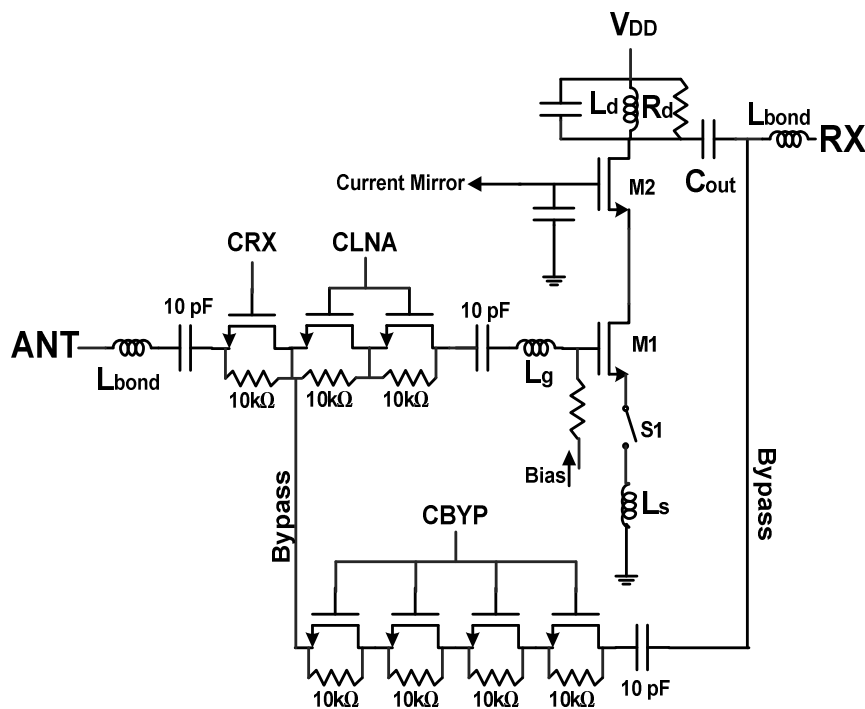 VDD
Ld
Rd
Lbond
RX
Cout
Current Mirror
M2
CRX
CLNA
10 pF
10 pF
ANT
Lbond
M1
Lg
10kΩ
10kΩ
10kΩ
S1
Bias
Ls
Bypass
Bypass
CBYP
10kΩ
10kΩ
10kΩ
10kΩ
10 pF